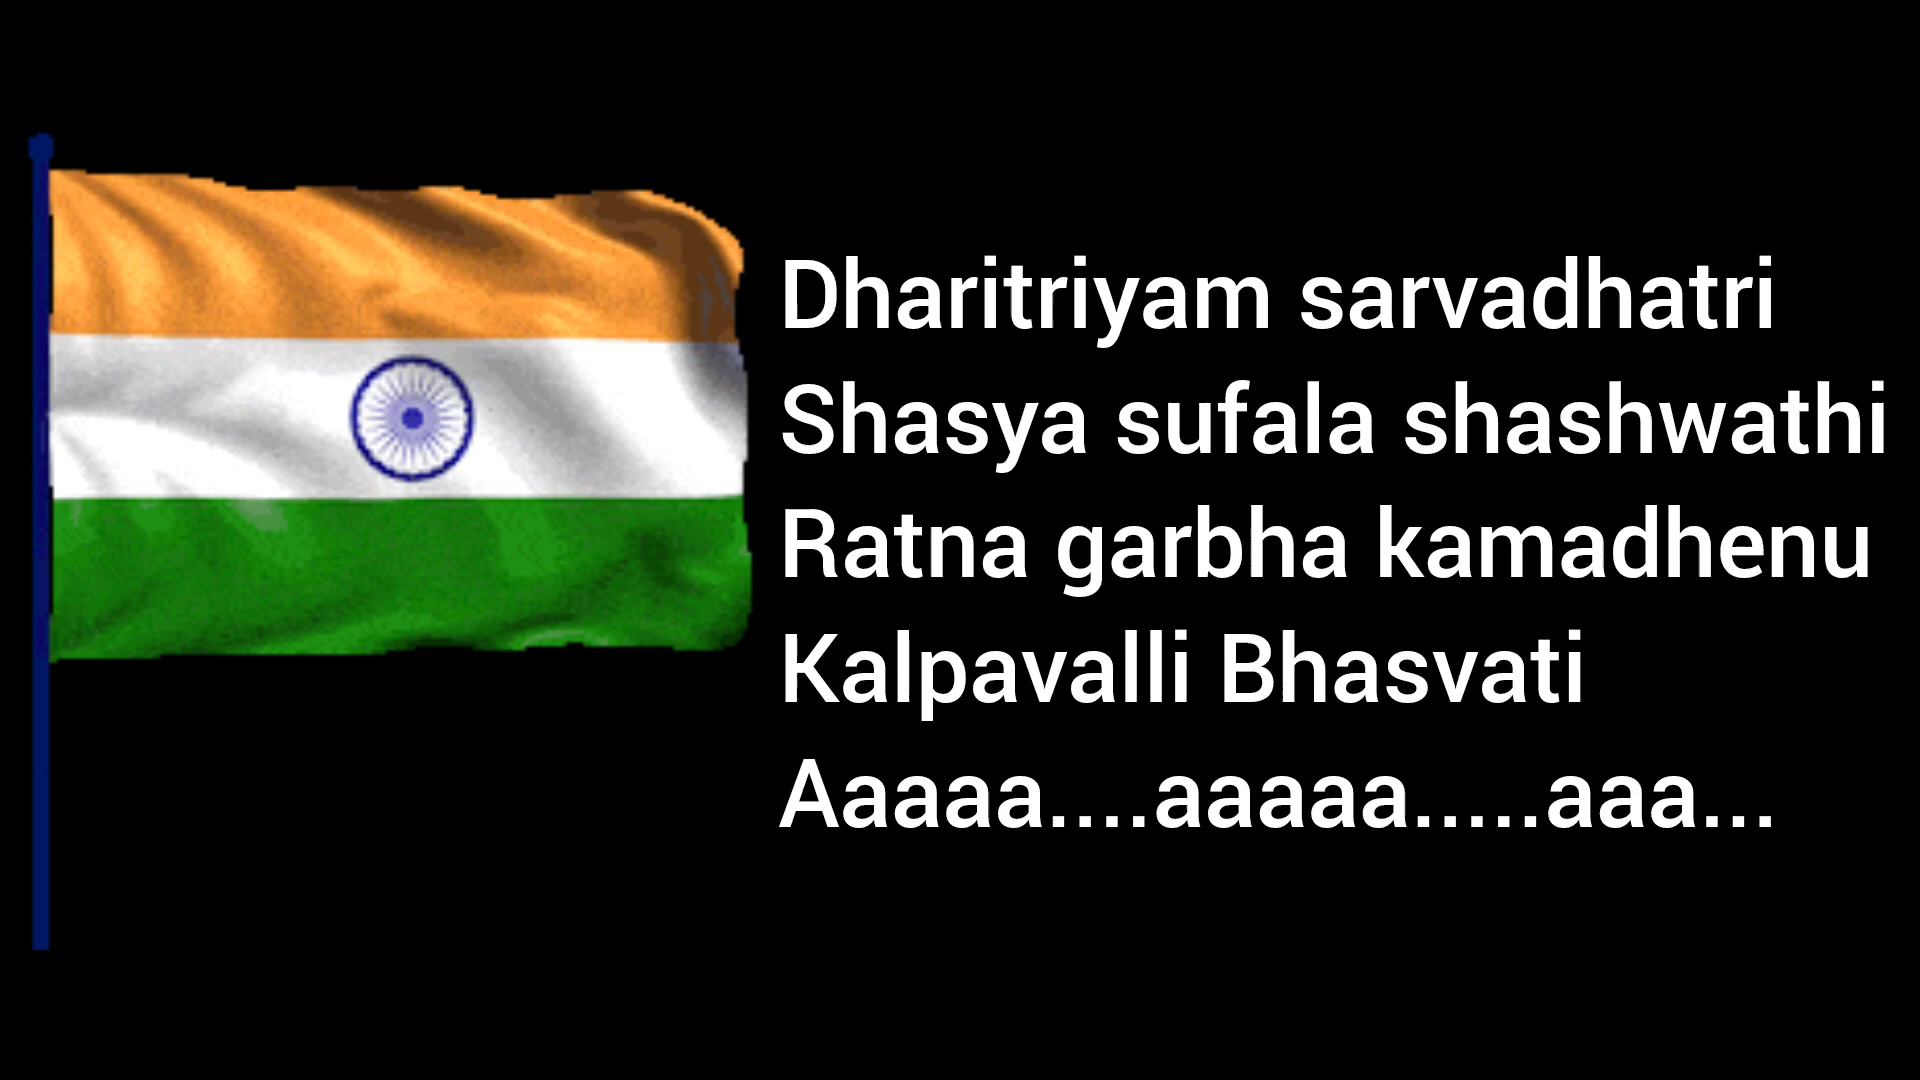 Dharitriyam sarvadhatri
Shasya sufala shashwathi
Ratna garbha kamadhenu
Kalpavalli Bhasvati
Aaaaa....aaaaa.....aaa...